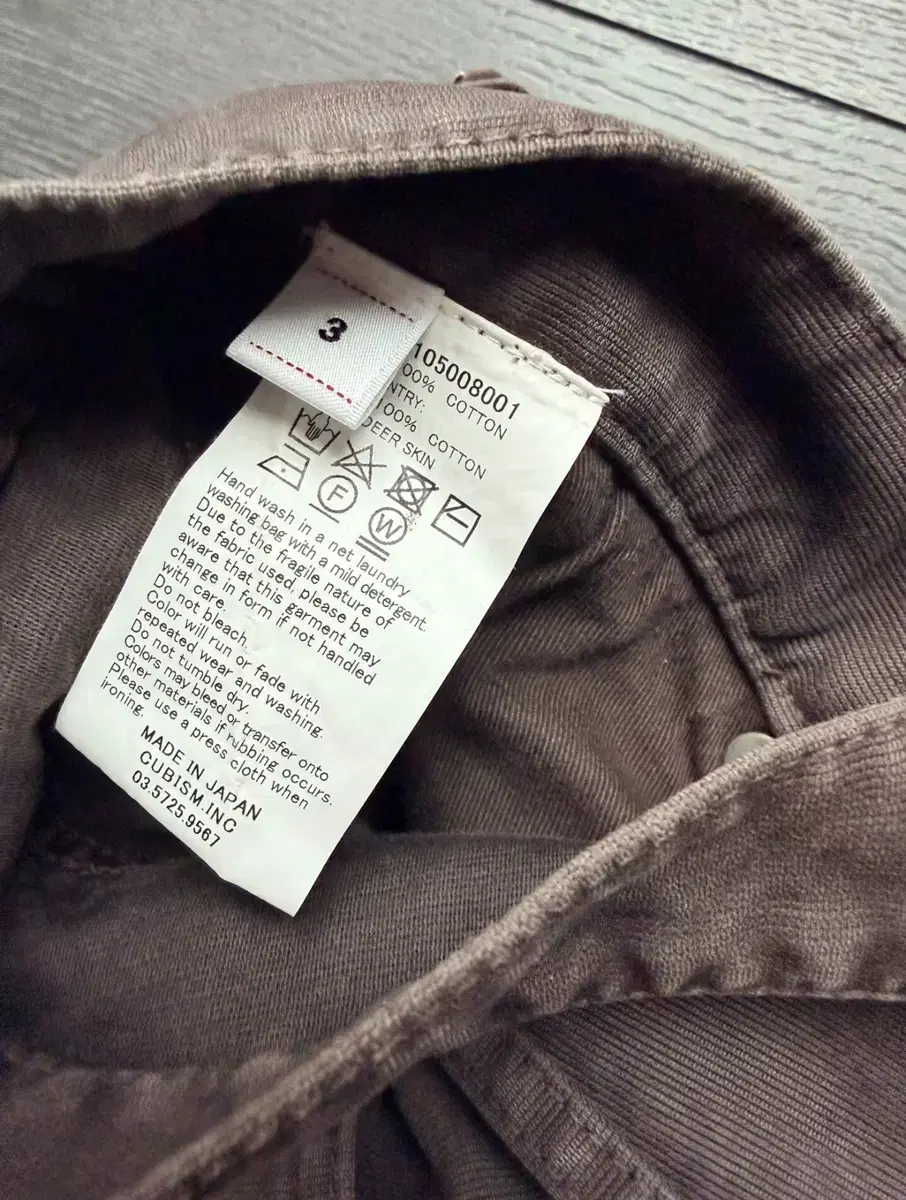 3
105008001
00% COTTON
NTRY:
100% COTTON
DEER SKIN
F
W
Hand wash in a net laundry
washing bag with a mild detergent.
Due to the fragile nature of
the fabric used, please be
aware that this garment may
change in form if not handled
with care.
Do not bleach.
Color will run or fade with
repeated wear and washing.
Do not tumble dry.
Colors may bleed or transfer onto
other materials if rubbing occurs.
Please use a press cloth when
ironing.
MADE IN JAPAN
CUBISM.INC
03.5725.9567